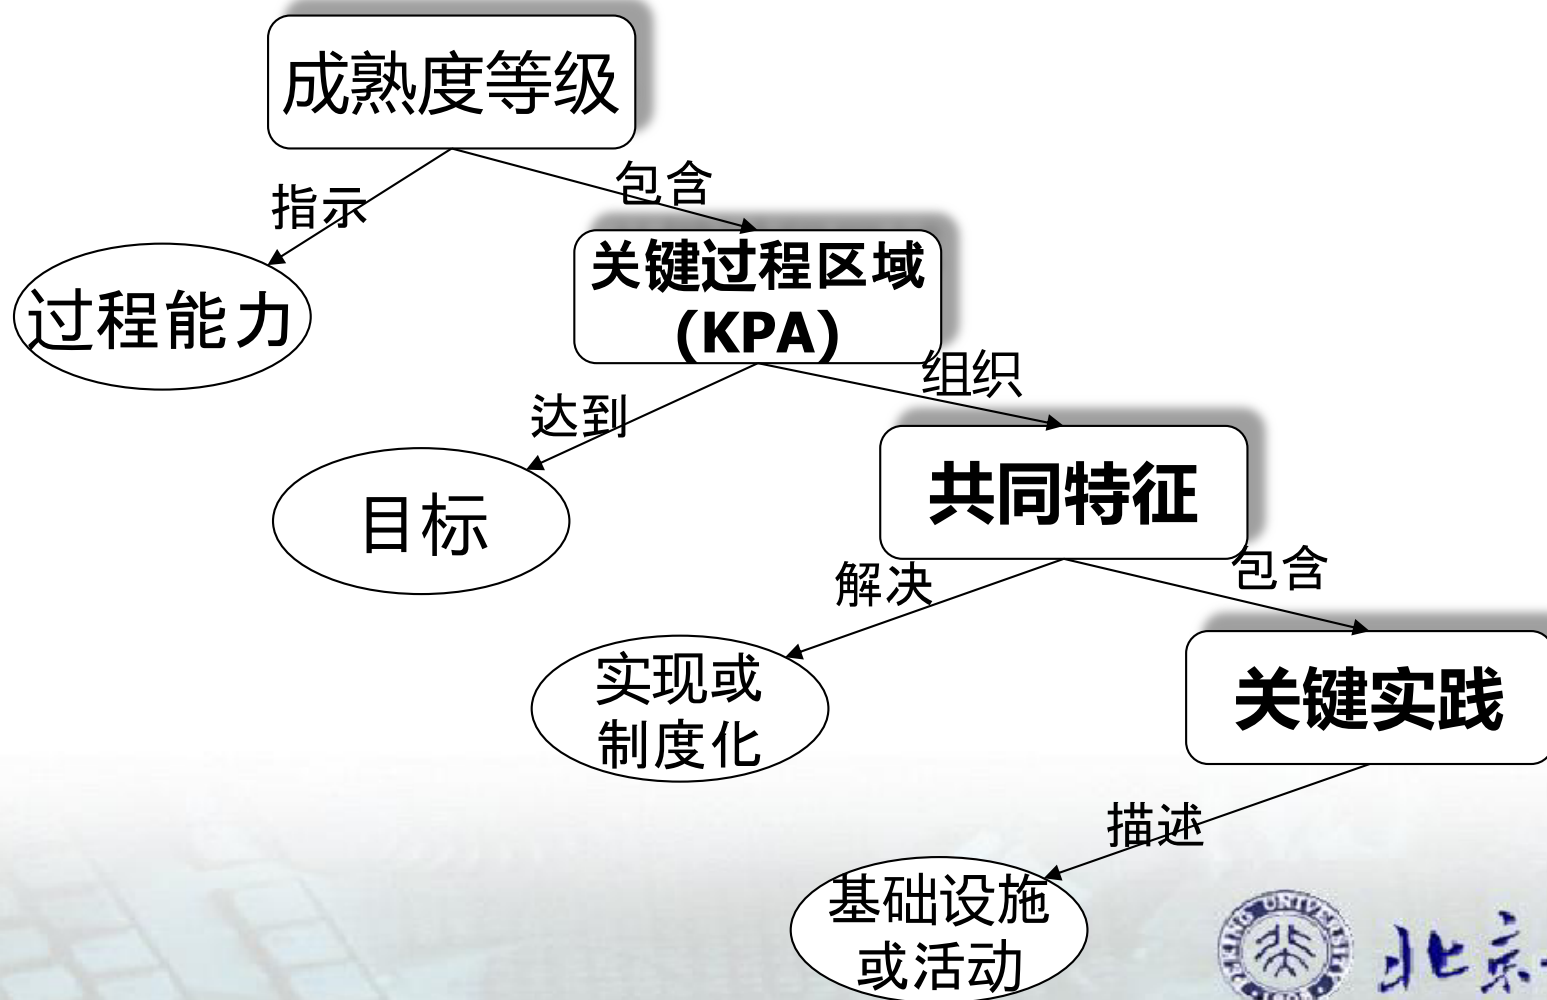 成熟度等级
指示
包含
过程能力
关键过程区域
(KPA)
达到
组织
目标
共同特征
解决
包含
实现或
制度化
关键实践
描述
基础设施
或活动
北京